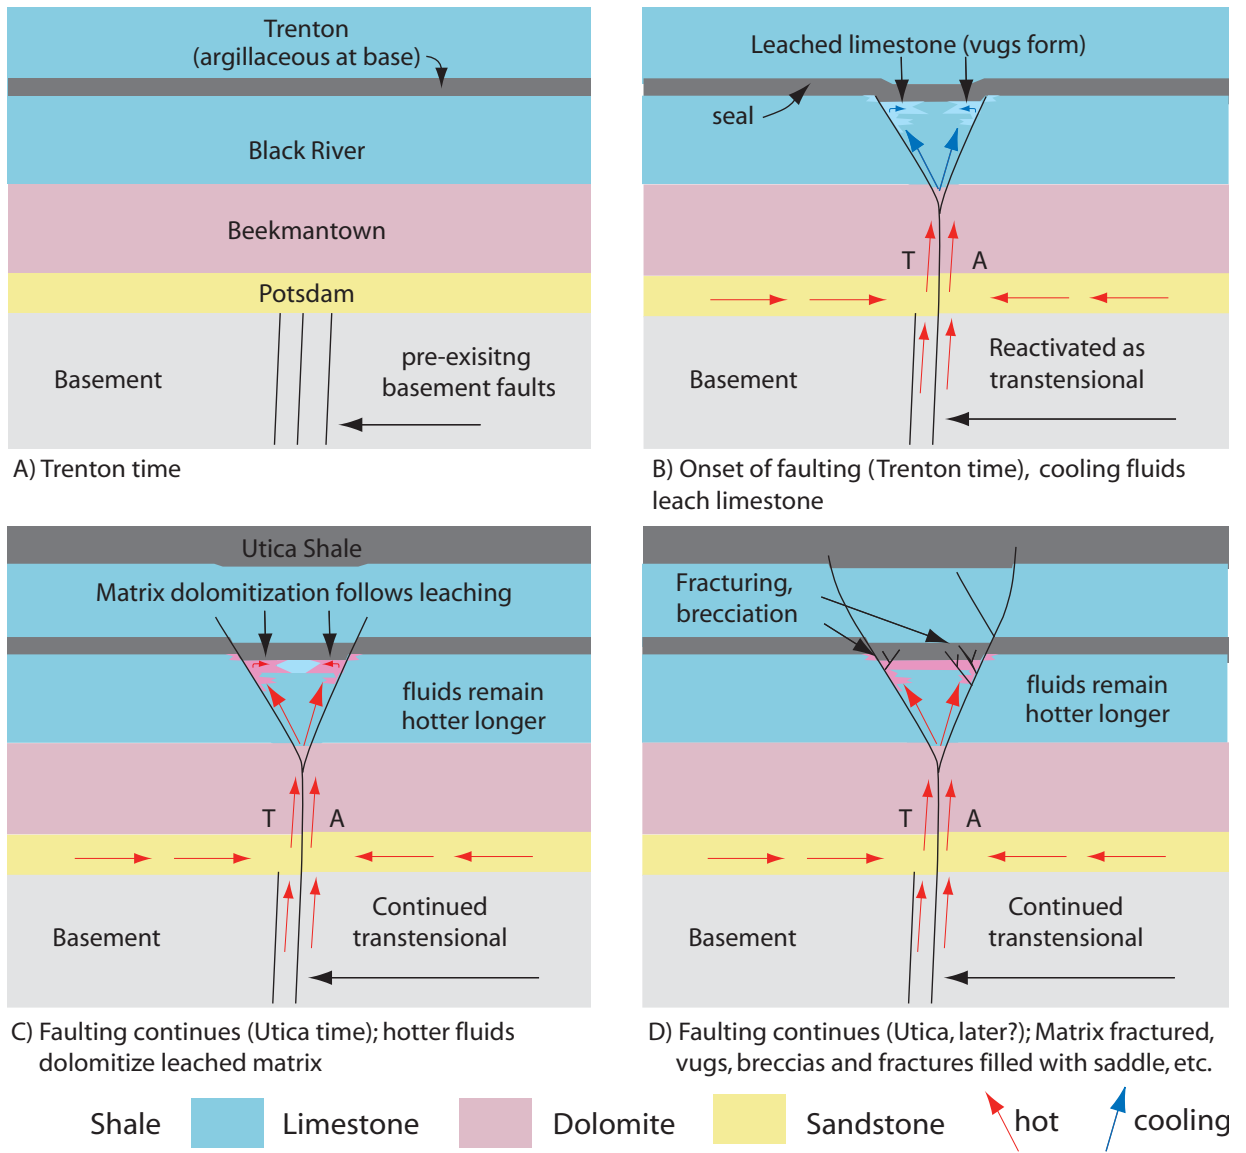 Trenton
(argillaceous at base)
Black River
Beekmantown
Potsdam
Basement
pre-exisitng
basement faults
A) Trenton time
Leached limestone (vugs form)
seal
T
A
Basement
Reactivated as
transtensional
B) Onset of faulting (Trenton time), cooling fluids
leach limestone
Utica Shale
Matrix dolomitization follows leaching
fluids remain
hotter longer
T
A
Basement
Continued
transtensional
C) Faulting continues (Utica time); hotter fluids
dolomitize leached matrix
Fracturing,
brecciation
fluids remain
hotter longer
T
A
Basement
Continued
transtensional
D) Faulting continues (Utica, later?); Matrix fractured,
vugs, breccias and fractures filled with saddle, etc.
Shale
Limestone
Dolomite
Sandstone
hot
cooling